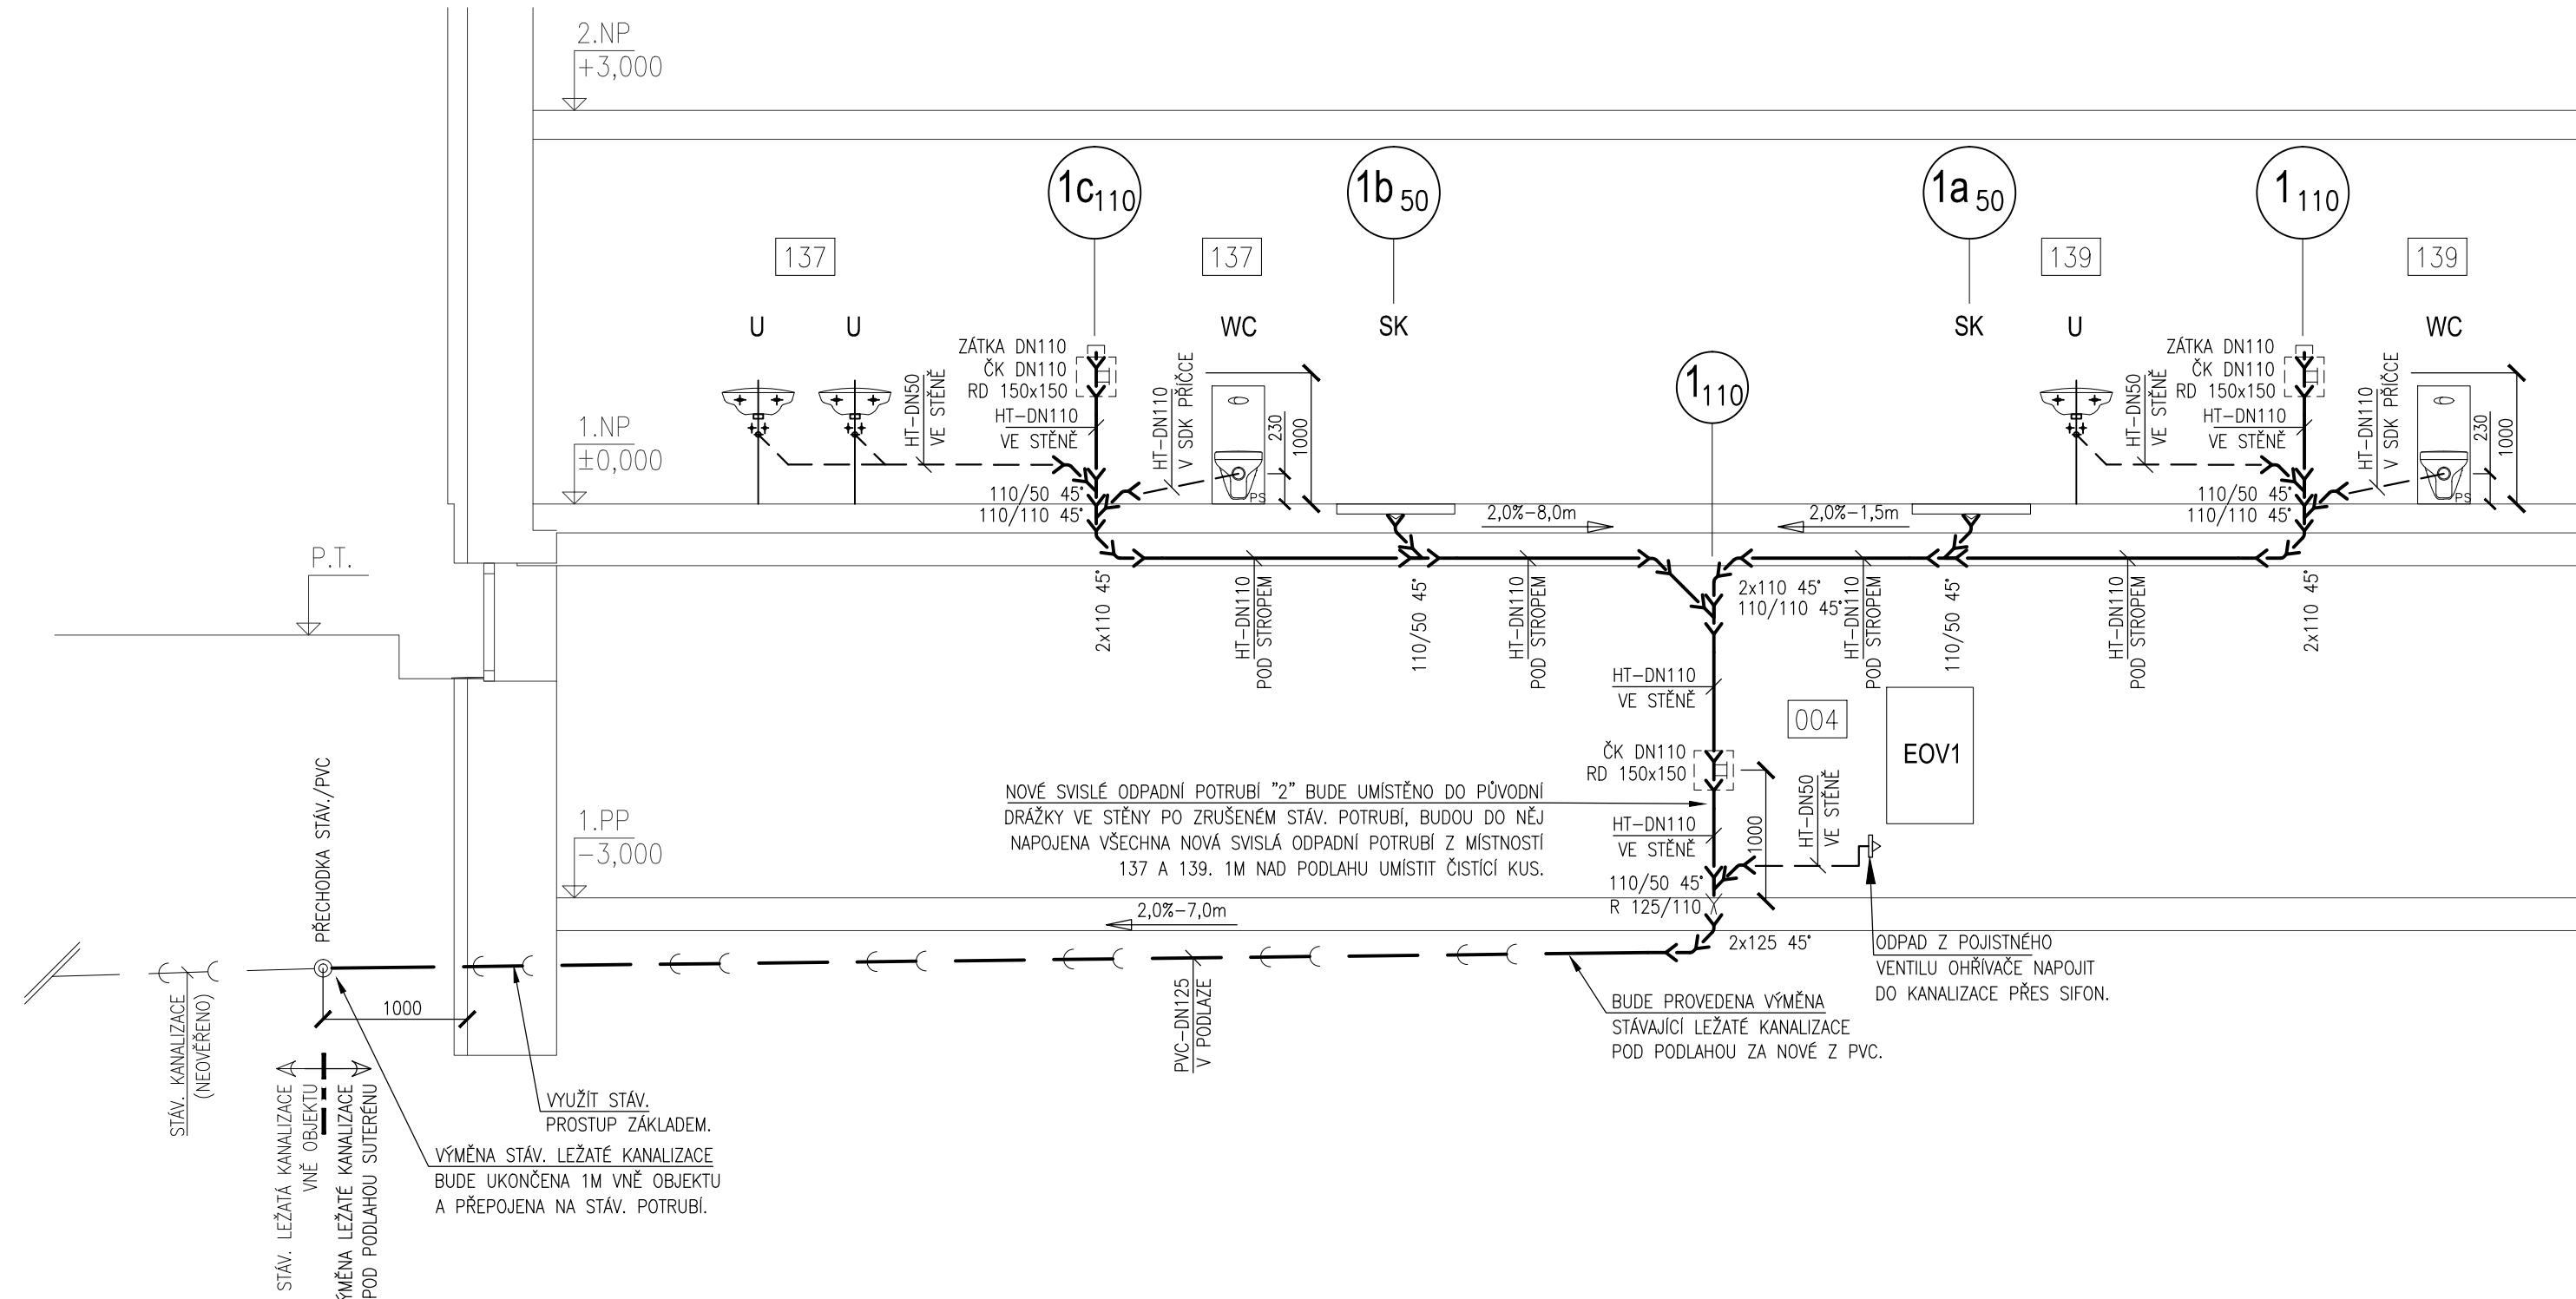 2.NP
+3,000
1c110
1b 50
1a 50
1 110
137
137
139
139
U
U
WC
SK
SK
U
WC
ZÁTKA DN110
ČK DN110
RD 150x150
HT-DN110
VE STĚNĚ
HT-DN50
VE STĚNĚ
HT-DN110
V SDK PŘÍČCE
230
1000
PS
1 110
ZÁTKA DN110
ČK DN110
RD 150x150
HT-DN110
VE STĚNĚ
HT-DN50
VE STĚNĚ
HT-DN110
V SDK PŘÍČCE
230
1000
PS
1.NP
±0,000
110/50 45°
110/110 45°
2,0%-8,0m
2,0%-1,5m
110/50 45°
110/110 45°
P.T.
2x110 45°
HT-DN110
POD STROPEM
110/50 45°
HT-DN110
POD STROPEM
2x110 45°
110/110 45°
HT-DN110
POD STROPEM
110/50 45°
HT-DN110
POD STROPEM
2x110 45°
HT-DN110
VE STĚNĚ
004
EOV1
ČK DN110
RD 150x150
NOVÉ SVISLÉ ODPADNÍ POTRUBÍ "2" BUDE UMÍSTĚNO DO PŮVODNÍ
DRÁŽKY VE STĚNY PO ZRUŠENÉM STÁV. POTRUBÍ, BUDOU DO NĚJ
NAPOJENA VŠECHNA NOVÁ SVISLÁ ODPADNÍ POTRUBÍ Z MÍSTNOSTÍ
137 A 139. 1M NAD PODLAHU UMÍSTIT ČISTÍCÍ KUS.
HT-DN110
VE STĚNĚ
1000
HT-DN50
VE STĚNĚ
1.PP
-3,000
110/50 45°
R 125/110
2,0%-7,0m
2x125 45°
ODPAD Z POJISTNÉHO
VENTILU OHŘÍVAČE NAPOJIT
DO KANALIZACE PŘES SIFON.
PŘECHODKA STÁV./PVC
1000
STÁV. KANALIZACE
(NEOVĚŘENO)
PVC-DN125
V PODLAZE
BUDE PROVEDENA VÝMĚNA
STÁVAJÍCÍ LEŽATÉ KANALIZACE
POD PODLAHOU ZA NOVÉ Z PVC.
STÁV. LEŽATÁ KANALIZACE
VNĚ OBJEKTU
ÝMĚNA LEŽATÉ KANALIZACE
POD PODLAHOU SUTERÉNU
VYUŽÍT STÁV.
PROSTUP ZÁKLADEM.
VÝMĚNA STÁV. LEŽATÉ KANALIZACE
BUDE UKONČENA 1M VNĚ OBJEKTU
A PŘEPOJENA NA STÁV. POTRUBÍ.